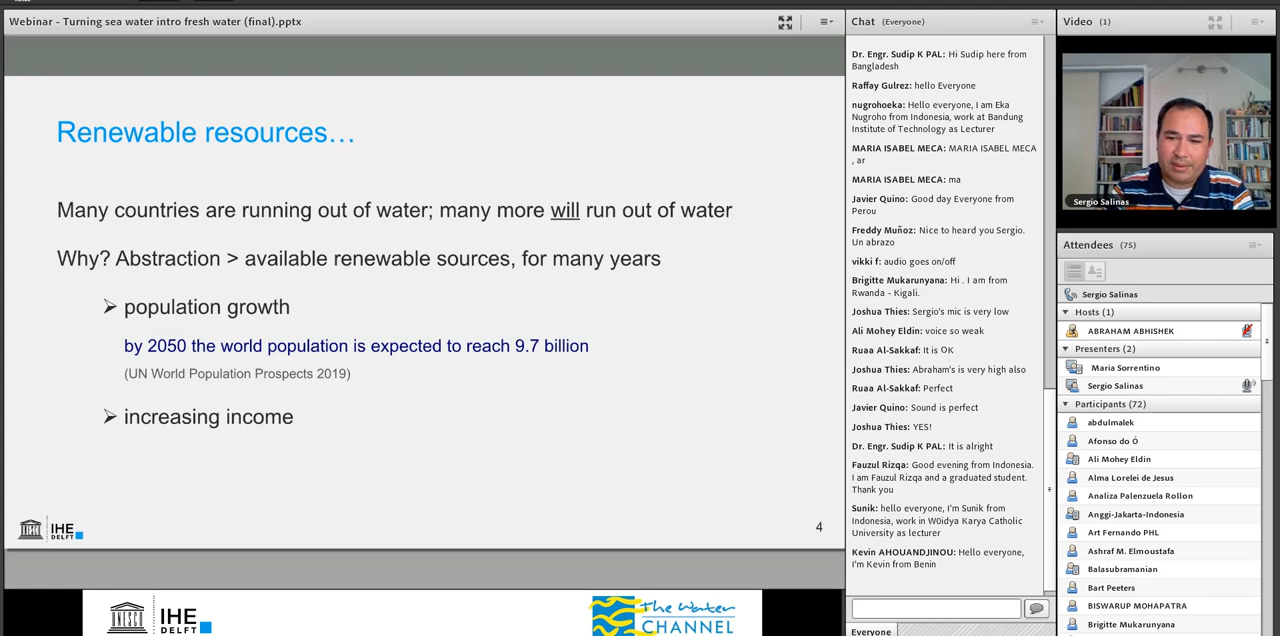 Webinar - Turning sea water intro fresh water (final).pptx
Renewable resources…
Many countries are running out of water; many more will run out of water
Why? Abstraction > available renewable sources, for many years
➢ population growth
by 2050 the world population is expected to reach 9.7 billion
(UN World Population Prospects 2019)
➢ increasing income
IHE
DELFT
4
UNESCO
IHE
DELFT
The Water
CHANNEL
Chat (Everyone)
Dr. Engr. Sudip K PAL: Hi Sudip here from
Bangladesh
Raffay Gulrez: hello Everyone
nugrohoeka: Hello everyone, I am Eka
Nugroho from Indonesia, work at Bandung
Institute of Technology as Lecturer
MARIA ISABEL MECA: MARIA ISABEL MECA
, ar
MARIA ISABEL MECA: ma
Javier Quino: Good day Everyone from
Perou
Freddy Muñoz: Nice to heard you Sergio.
Un abrazo
vikki f: audio goes on/off
Brigitte Mukarunyana: Hi . I am from
Rwanda - Kigali.
Joshua Thies: Sergio's mic is very low
Ali Mohey Eldin: voice so weak
Ruaa Al-Sakkaf: It is OK
Joshua Thies: Abraham's is very high also
Ruaa Al-Sakkaf: Perfect
Javier Quino: Sound is perfect
Joshua Thies: YES!
Dr. Engr. Sudip K PAL: It is alright
Fauzul Rizqa: Good evening from Indonesia.
I am Fauzul Rizqa and a graduated student.
Thank you
Sunik: hello everyone, I'm Sunik from
Indonesia, work in W0idya Karya Catholic
University as lecturer
Kevin AHOUANDJINOU: Hello everyone,
I'm Kevin from Benin
Everyone
Video (1)
Sergio Salinas
Attendees (75)
Sergio Salinas
Hosts (1)
ABRAHAM ABHISHEK
Presenters (2)
Maria Sorrentino
Sergio Salinas
Participants (72)
abdulmalek
Afonso do Ó
Ali Mohey Eldin
Alma Lorelei de Jesus
Analiza Palenzuela Rollon
Anggi-Jakarta-Indonesia
Art Fernando PHL
Ashraf M. Elmoustafa
Balasubramanian
Bart Peeters
BISWARUP MOHAPATRA
Brigitte Mukarunyana